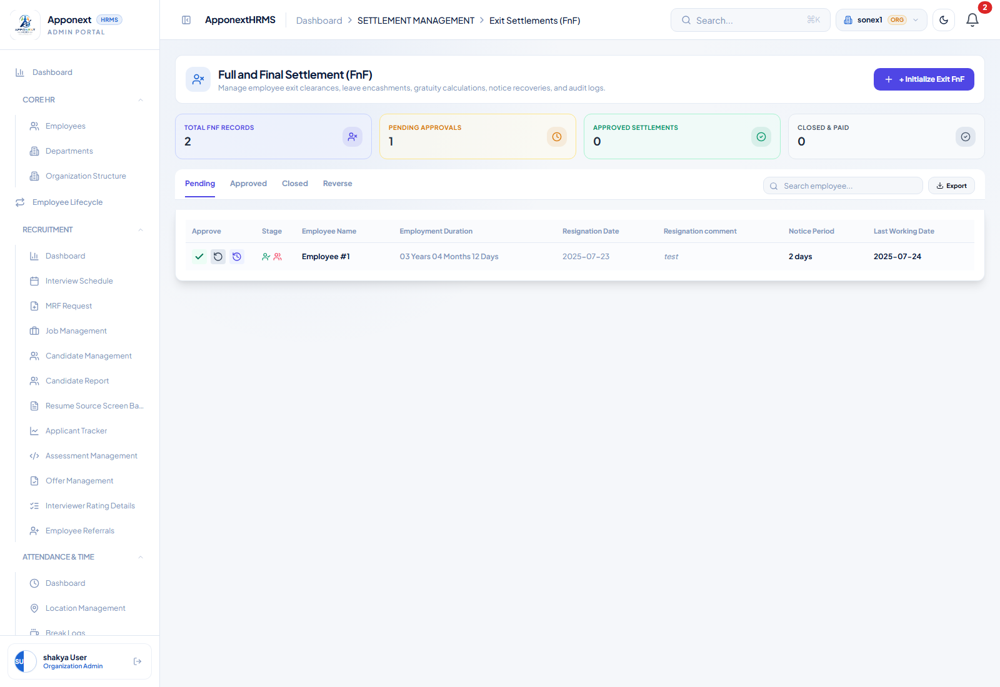 Apponext HRMS
ADMIN PORTAL
Dashboard
CORE HR
Employees
Departments
Organization Structure
Employee Lifecycle
RECRUITMENT
Dashboard
Interview Schedule
MRF Request
Job Management
Candidate Management
Candidate Report
Resume Source Screen Ba...
Applicant Tracker
Assessment Management
Offer Management
Interviewer Rating Details
Employee Referrals
ATTENDANCE & TIME
Dashboard
Location Management
Break Logs
SU
shakya User
Organization Admin
ApponextHRMS
Dashboard > SETTLEMENT MANAGEMENT > Exit Settlements (FnF)
Search... ⌘K
sonex1 ORG
2
Full and Final Settlement (FnF)
Manage employee exit clearances, leave encashments, gratuity calculations, notice recoveries, and audit logs.
+ Initialize Exit FnF
TOTAL FNF RECORDS
2
PENDING APPROVALS
1
APPROVED SETTLEMENTS
0
CLOSED & PAID
0
Pending Approved Closed Reverse
Search employee...
Export
Approve Stage Employee Name Employment Duration Resignation Date Resignation comment Notice Period Last Working Date
Employee #1 03 Years 04 Months 12 Days 2025-07-23 test 2 days 2025-07-24